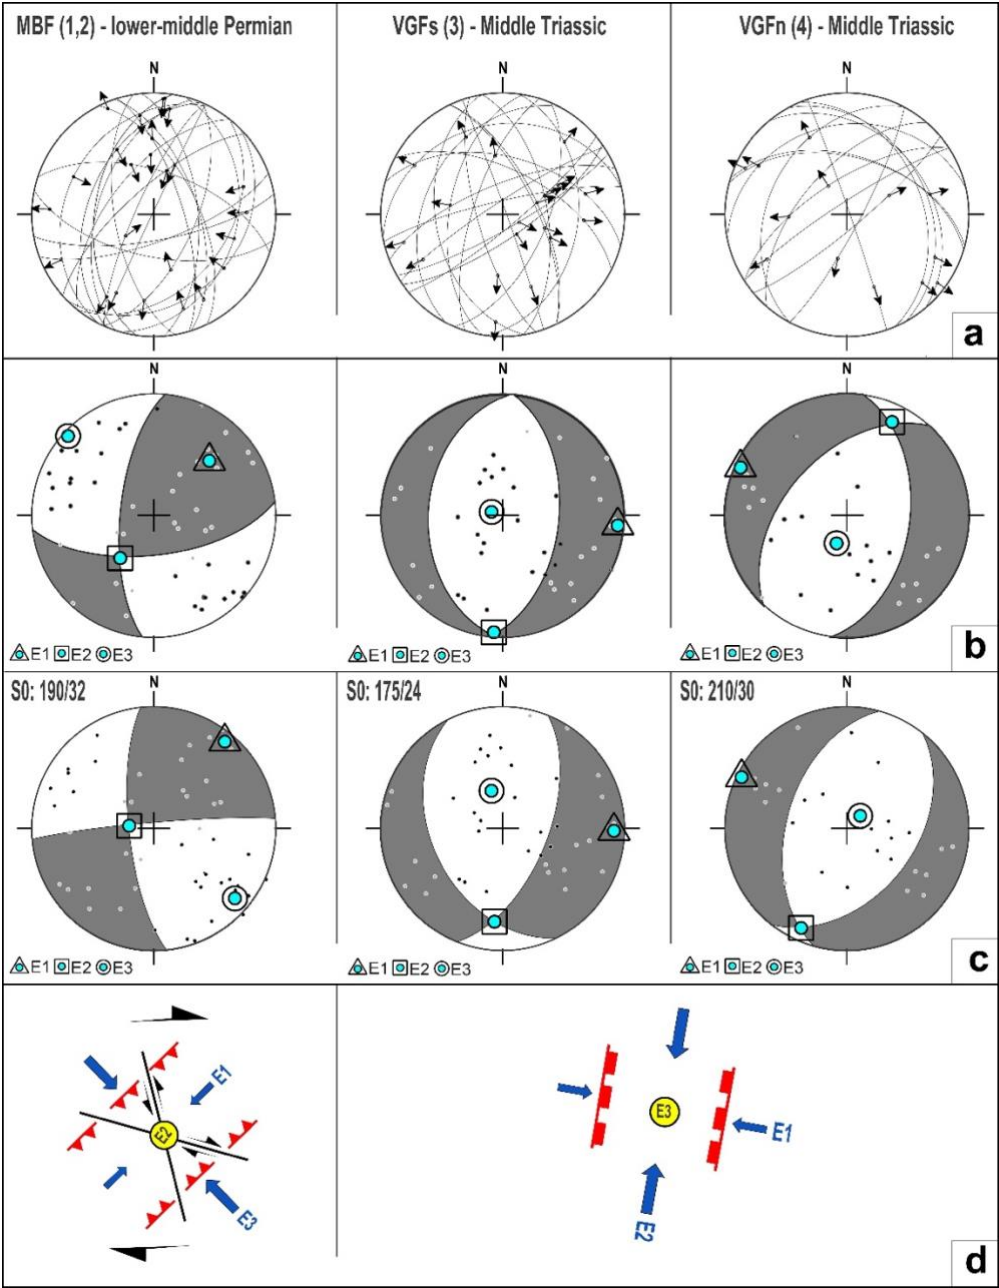 MBF (1,2) - lower-middle Permian
VGFs (3) - Middle Triassic
VGFn (4) - Middle Triassic
N
N
N
a
N
N
N
E1 E2 E3
E1 E2 E3
E1 E2 E3
b
S0: 190/32
S0: 175/24
S0: 210/30
N
N
N
E1 E2 E3
E1 E2 E3
E1 E2 E3
c
E1
E2
E3
E3
E1
E2
d